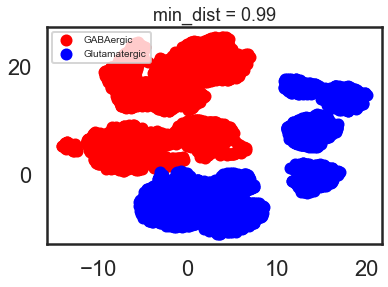 min_dist = 0.99
GABAergic
Glutamatergic
20
0
−10 0 10 20